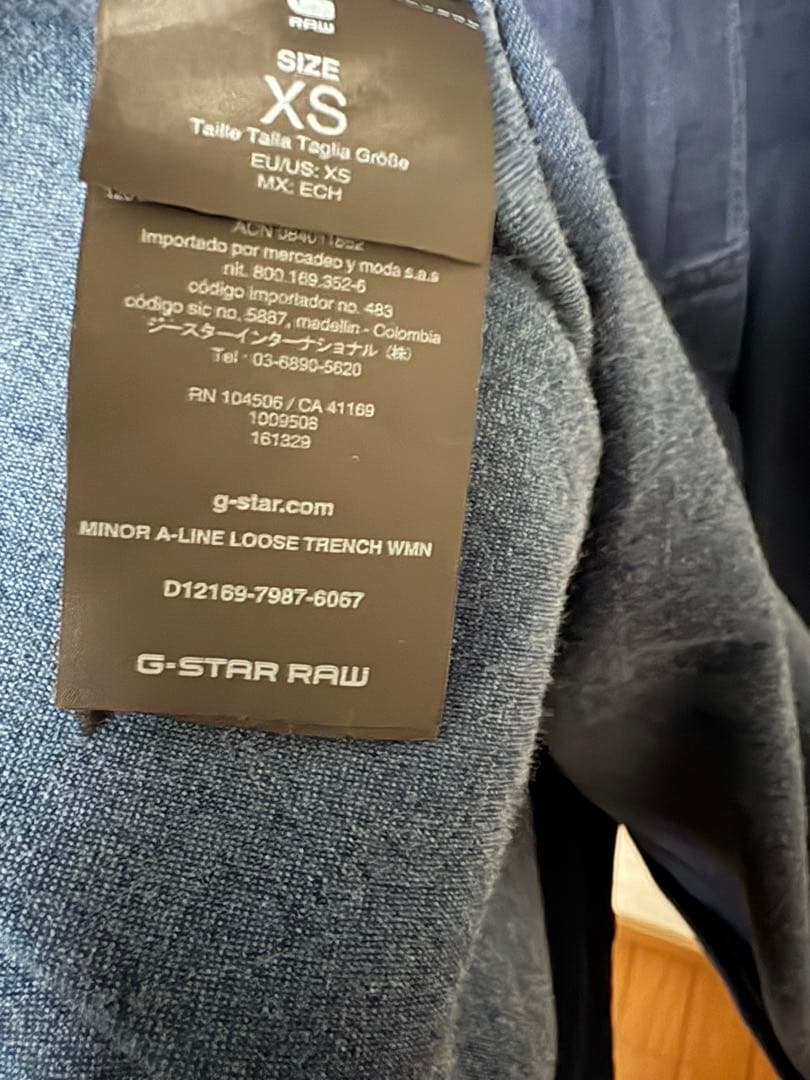 RAW
SIZE
XS
Taille Talla Taglia Größe
EU/US: XS
MX: ECH
ACN 084011852
Importado por mercadeo y moda s.a.s
nit. 800.169.352-6
código importador no. 483
código sic no. 5887, medellin - Colombia
ジースターインターナショナル (株)
Tel : 03-6890-5620
RN 104506 / CA 41169
1009508
161329
g-star.com
MINOR A-LINE LOOSE TRENCH WMN
D12169-7987-6067
G-STAR RAW